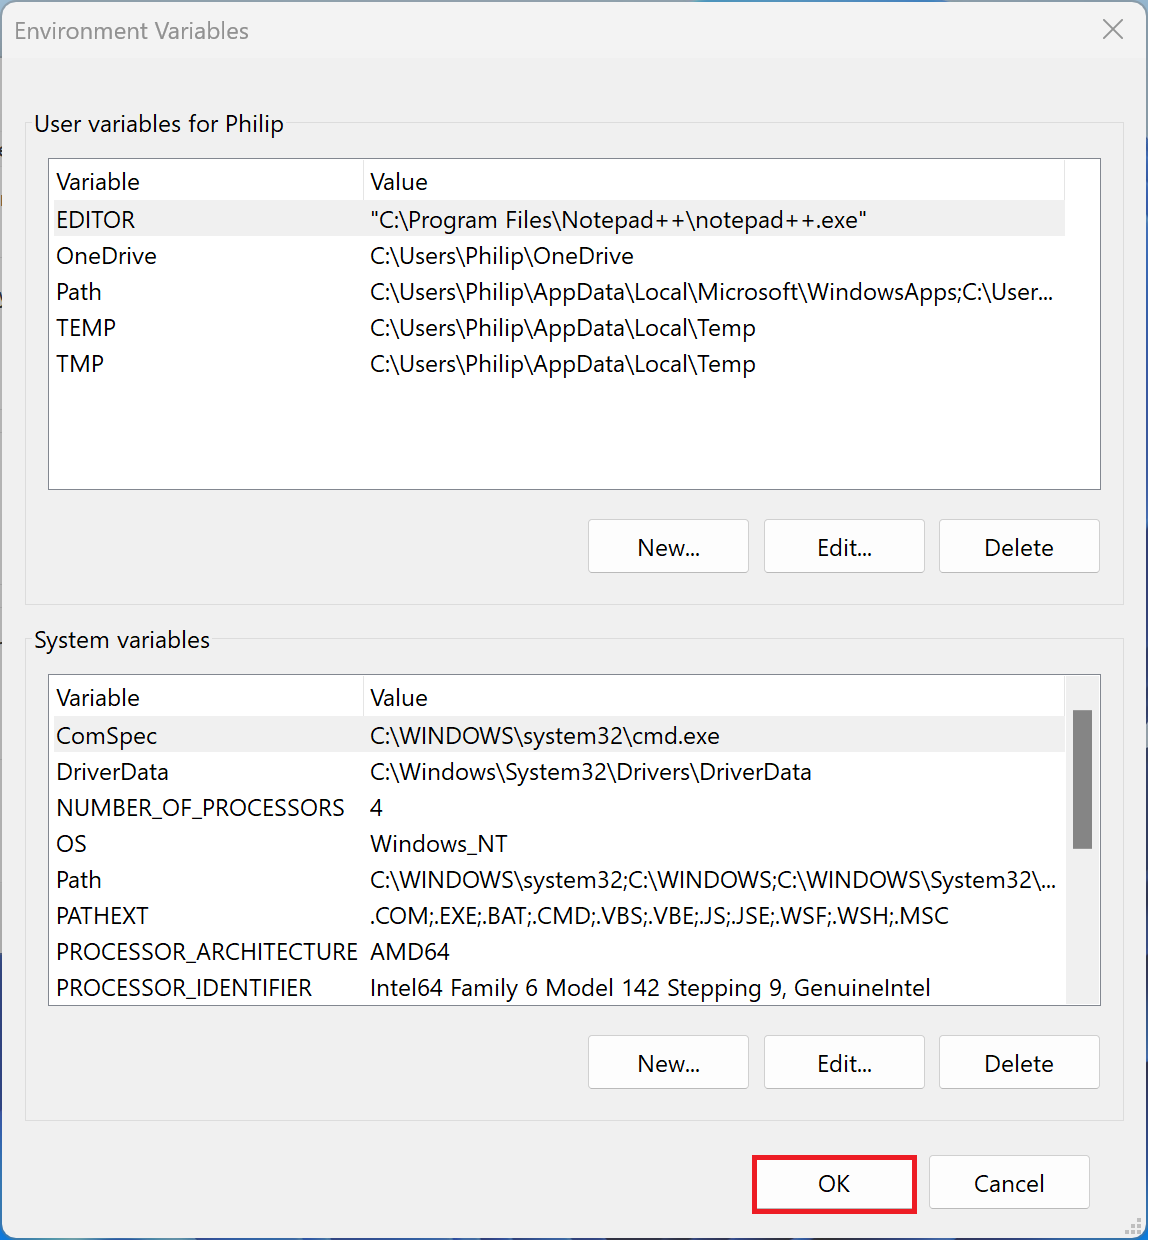 Environment Variables
User variables for Philip
Variable Value
EDITOR "C:\Program Files\Notepad++\notepad++.exe"
OneDrive C:\Users\Philip\OneDrive
Path C:\Users\Philip\AppData\Local\Microsoft\WindowsApps;C:\User...
TEMP C:\Users\Philip\AppData\Local\Temp
TMP C:\Users\Philip\AppData\Local\Temp
New... Edit... Delete
System variables
Variable Value
ComSpec C:\WINDOWS\system32\cmd.exe
DriverData C:\Windows\System32\Drivers\DriverData
NUMBER_OF_PROCESSORS 4
OS Windows_NT
Path C:\WINDOWS\system32;C:\WINDOWS;C:\WINDOWS\System32\...
PATHEXT .COM;.EXE;.BAT;.CMD;.VBS;.VBE;.JS;.JSE;.WSF;.WSH;.MSC
PROCESSOR_ARCHITECTURE AMD64
PROCESSOR_IDENTIFIER Intel64 Family 6 Model 142 Stepping 9, GenuineIntel
New... Edit... Delete
OK Cancel